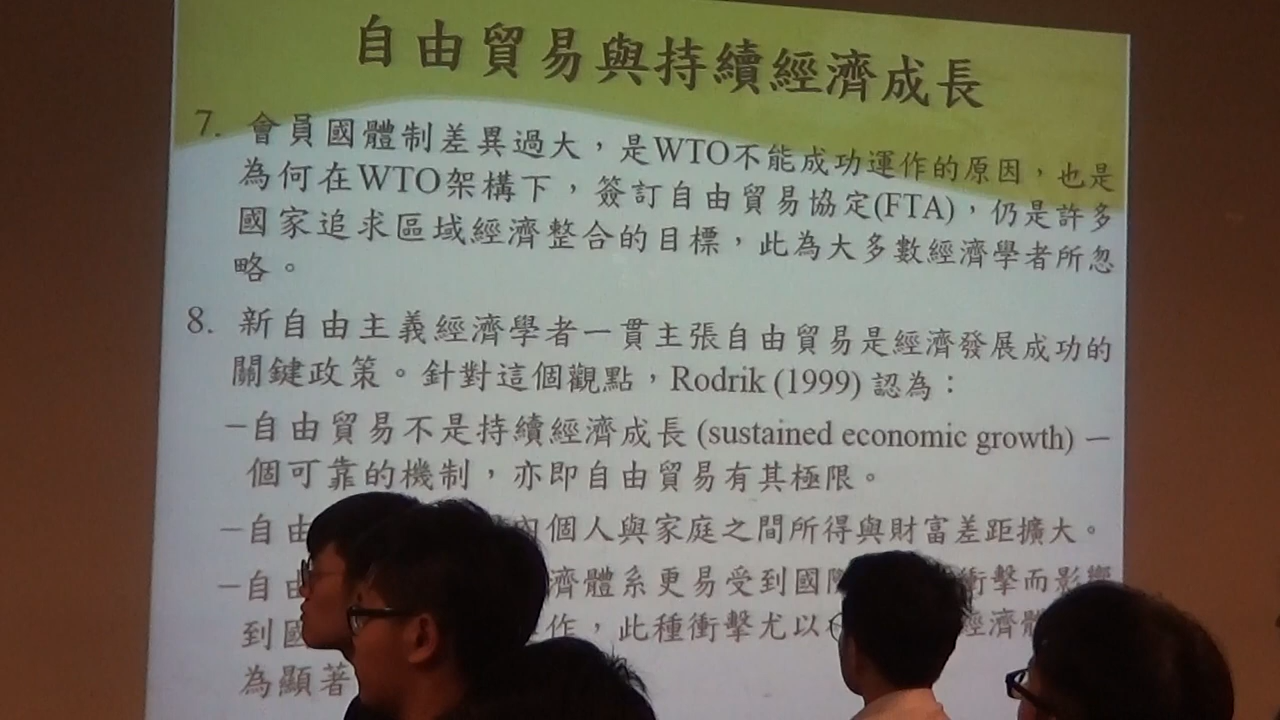 自由貿易與持續經濟成長
7. 會員國體制差異過大，是WTO不能成功運作的原因，也是
為何在WTO架構下，簽訂自由貿易協定(FTA)，仍是許多
國家追求區域經濟整合的目標，此為大多數經濟學者所忽
略。
8. 新自由主義經濟學者一貫主張自由貿易是經濟發展成功的
關鍵政策。針對這個觀點，Rodrik (1999) 認為：
–自由貿易不是持續經濟成長 (sustained economic growth) 一
個可靠的機制，亦即自由貿易有其極限。
–自由 內個人與家庭之間所得與財富差距擴大。
–自由 濟體系更易受到國 衝擊而影響
到國 作，此種衝擊尤以 經濟體
為顯著